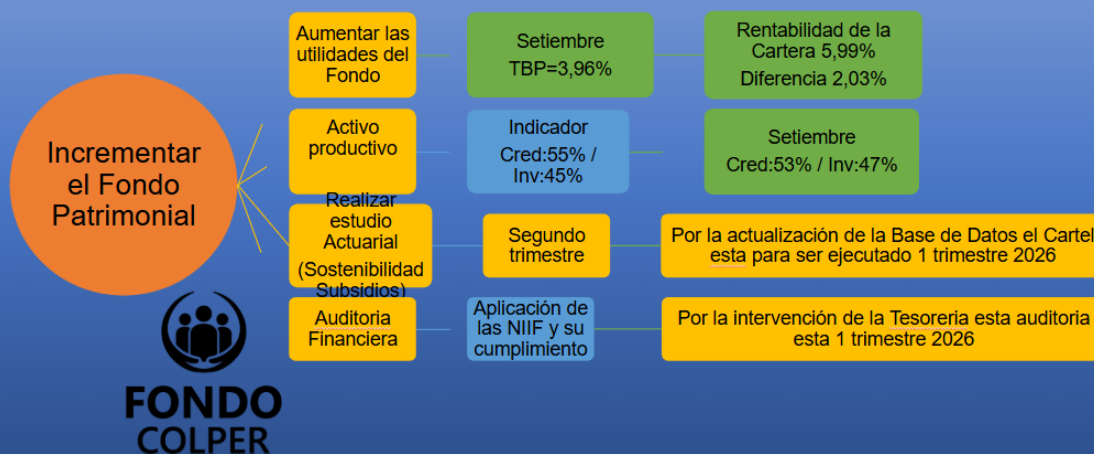 Incrementar
el Fondo
Patrimonial
Aumentar las
utilidades del
Fondo
Setiembre
TBP=3,96%
Rentabilidad de la
Cartera 5,99%
Diferencia 2,03%
Activo
productivo
Indicador
Cred:55% /
Inv:45%
Setiembre
Cred:53% / Inv:47%
Realizar
estudio
Actuarial
(Sostenibilidad
Subsidios)
Segundo
trimestre
Por la actualización de la Base de Datos el Cartel
esta para ser ejecutado 1 trimestre 2026
Auditoria
Financiera
Aplicación de
las NIIF y su
cumplimiento
Por la intervención de la Tesoreria esta auditoria
esta 1 trimestre 2026
FONDO
COLPER